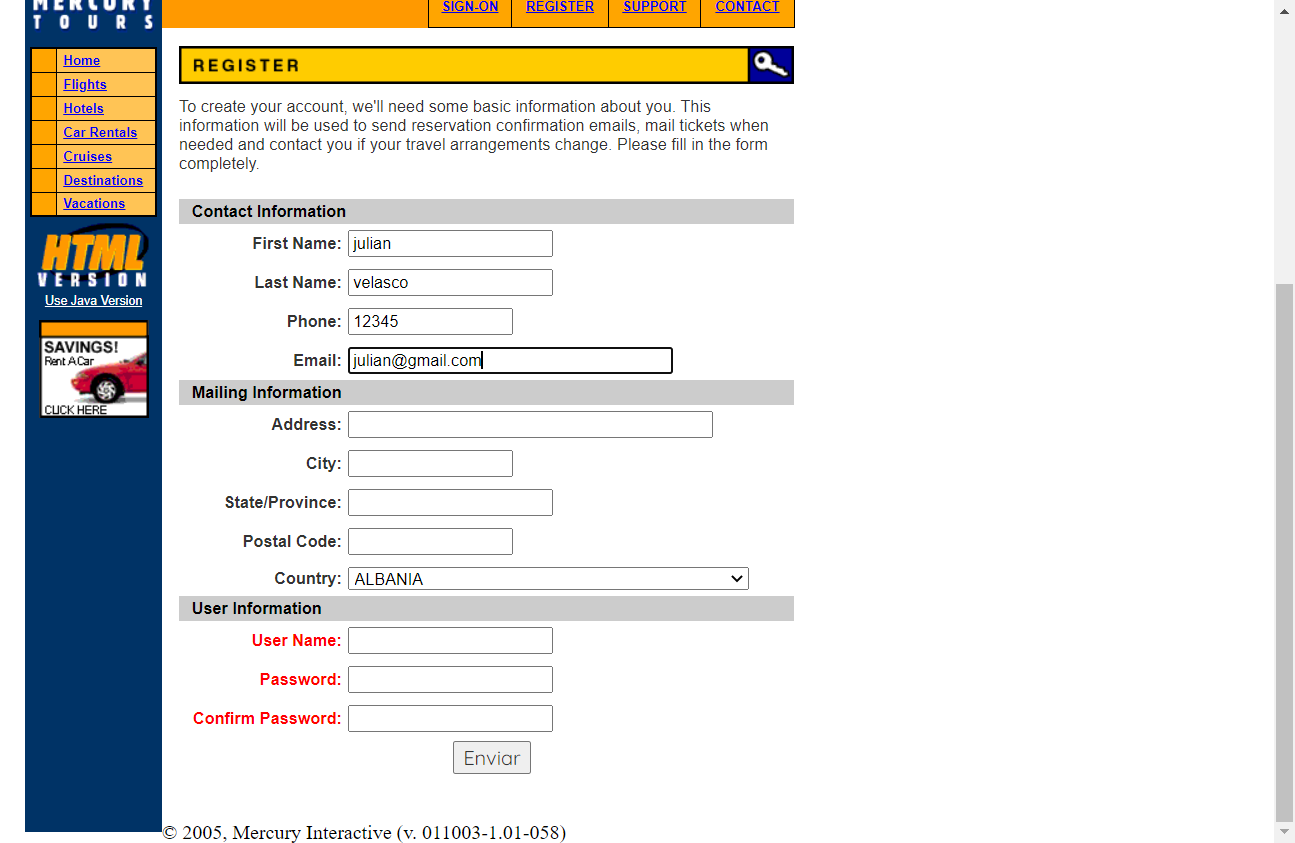 MERCURY
TOURS
SIGN-ON REGISTER SUPPORT CONTACT
Home
Flights
Hotels
Car Rentals
Cruises
Destinations
Vacations
HTML
VERSION
Use Java Version
SAVINGS!
Rent A Car
CLICK HERE
REGISTER
To create your account, we'll need some basic information about you. This
information will be used to send reservation confirmation emails, mail tickets when
needed and contact you if your travel arrangements change. Please fill in the form
completely.
Contact Information
First Name: julian
Last Name: velasco
Phone: 12345
Email: julian@gmail.com
Mailing Information
Address:
City:
State/Province:
Postal Code:
Country: ALBANIA
User Information
User Name:
Password:
Confirm Password:
Enviar
© 2005, Mercury Interactive (v. 011003-1.01-058)